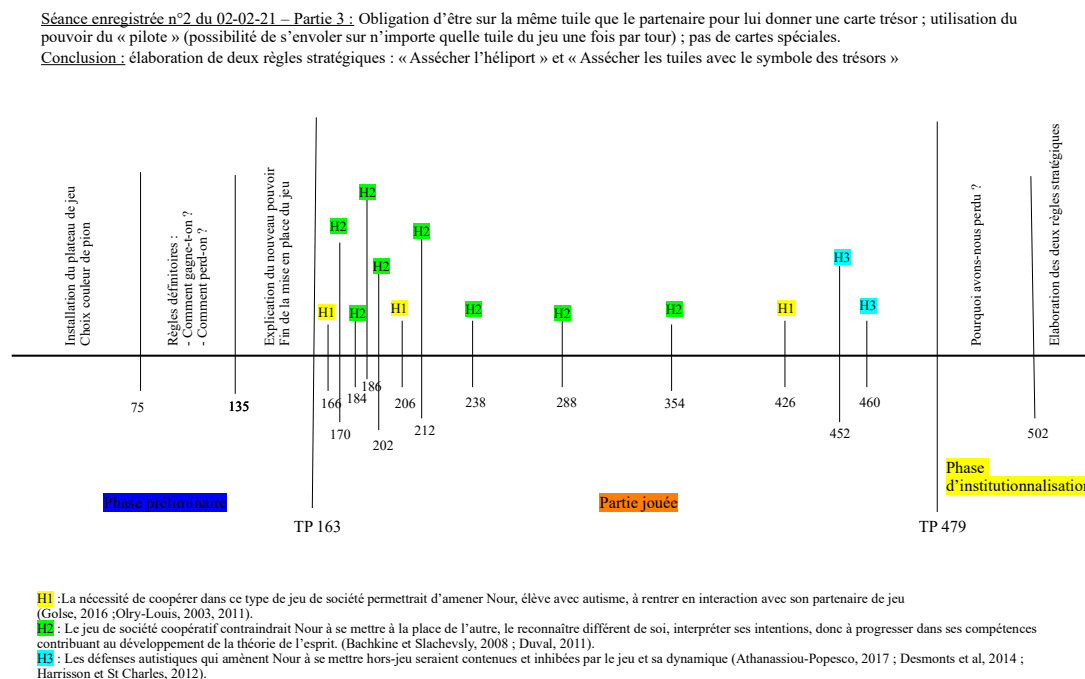 Séance enregistrée n°2 du 02-02-21 – Partie 3 : Obligation d’être sur la même tuile que le partenaire pour lui donner une carte trésor ; utilisation du
pouvoir du « pilote » (possibilité de s’envoler sur n’importe quelle tuile du jeu une fois par tour) ; pas de cartes spéciales.
Conclusion : élaboration de deux règles stratégiques : « Assécher l’héliport » et « Assécher les tuiles avec le symbole des trésors »
Installation du plateau de jeu
Choix couleur de pion
Règles définitoires :
- Comment gagne-t-on ?
- Comment perd-on ?
Explication du nouveau pouvoir
Fin de la mise en place du jeu
H1
H2
H2
H2
H2
H1
H2
H2
H2
H2
H1
H3
H3
Pourquoi avons-nous perdu ?
Elaboration des deux règles stratégiques
75
135
166
170
184
186
202
206
212
238
288
354
426
452
460
502
Phase préliminaire
Partie jouée
Phase
d’institutionnalisation
TP 163
TP 479
H1 :La nécessité de coopérer dans ce type de jeu de société permettrait d’amener Nour, élève avec autisme, à rentrer en interaction avec son partenaire de jeu
(Golse, 2016 ;Olry-Louis, 2003, 2011).
H2 : Le jeu de société coopératif contraindrait Nour à se mettre à la place de l’autre, le reconnaître différent de soi, interpréter ses intentions, donc à progresser dans ses compétences
contribuant au développement de la théorie de l’esprit. (Bachkine et Slachevsly, 2008 ; Duval, 2011).
H3 : Les défenses autistiques qui amènent Nour à se mettre hors-jeu seraient contenues et inhibées par le jeu et sa dynamique (Athanassiou-Popesco, 2017 ; Desmonts et al, 2014 ;
Harrisson et St Charles, 2012).